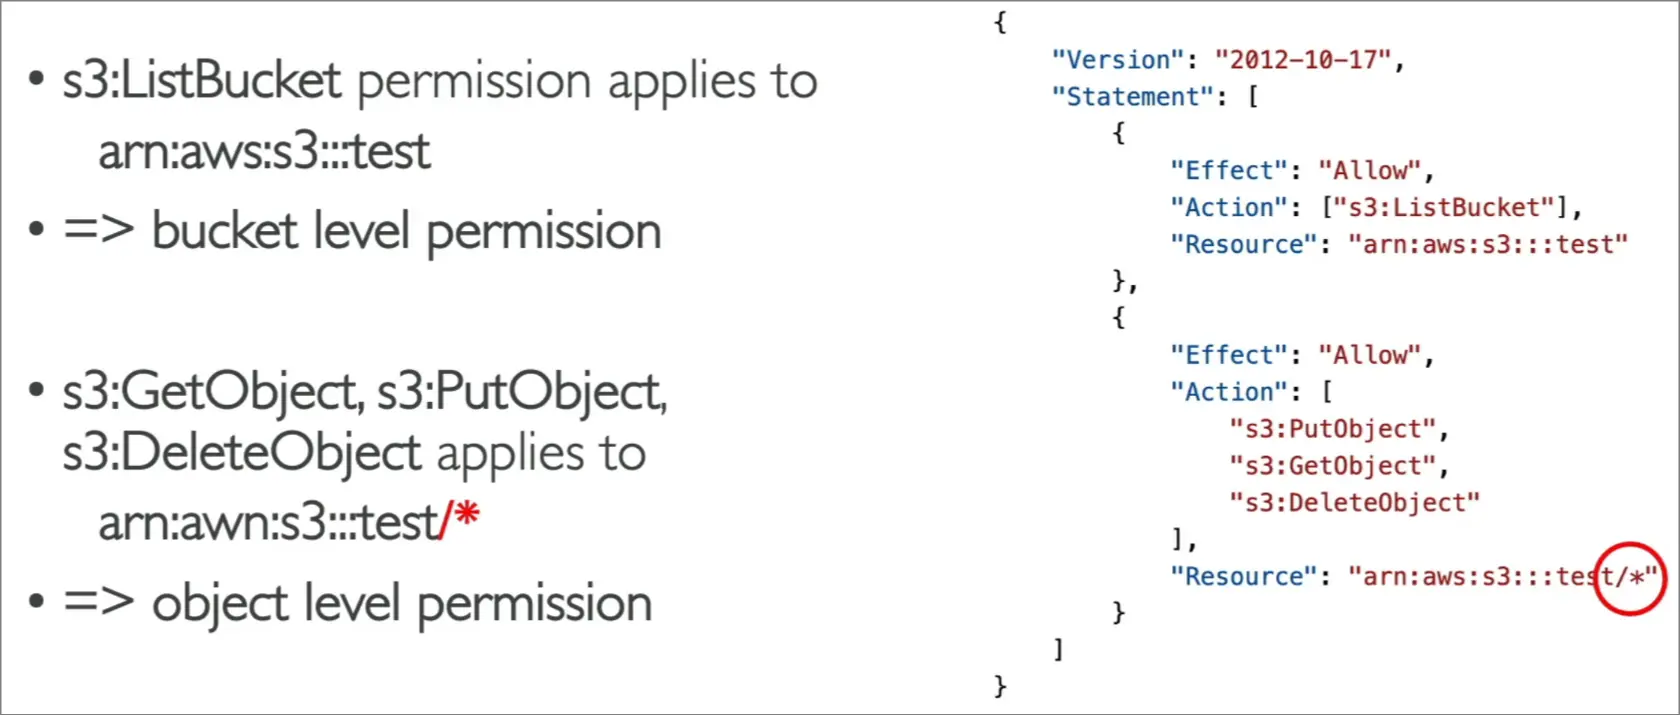 • s3:ListBucket permission applies to
arn:aws:s3:::test
• => bucket level permission
• s3:GetObject, s3:PutObject,
s3:DeleteObject applies to
arn:awn:s3:::test/*
• => object level permission
{
    "Version": "2012-10-17",
    "Statement": [
        {
            "Effect": "Allow",
            "Action": ["s3:ListBucket"],
            "Resource": "arn:aws:s3:::test"
        },
        {
            "Effect": "Allow",
            "Action": [
                "s3:PutObject",
                "s3:GetObject",
                "s3:DeleteObject"
            ],
            "Resource": "arn:aws:s3:::test/*"
        }
    ]
}